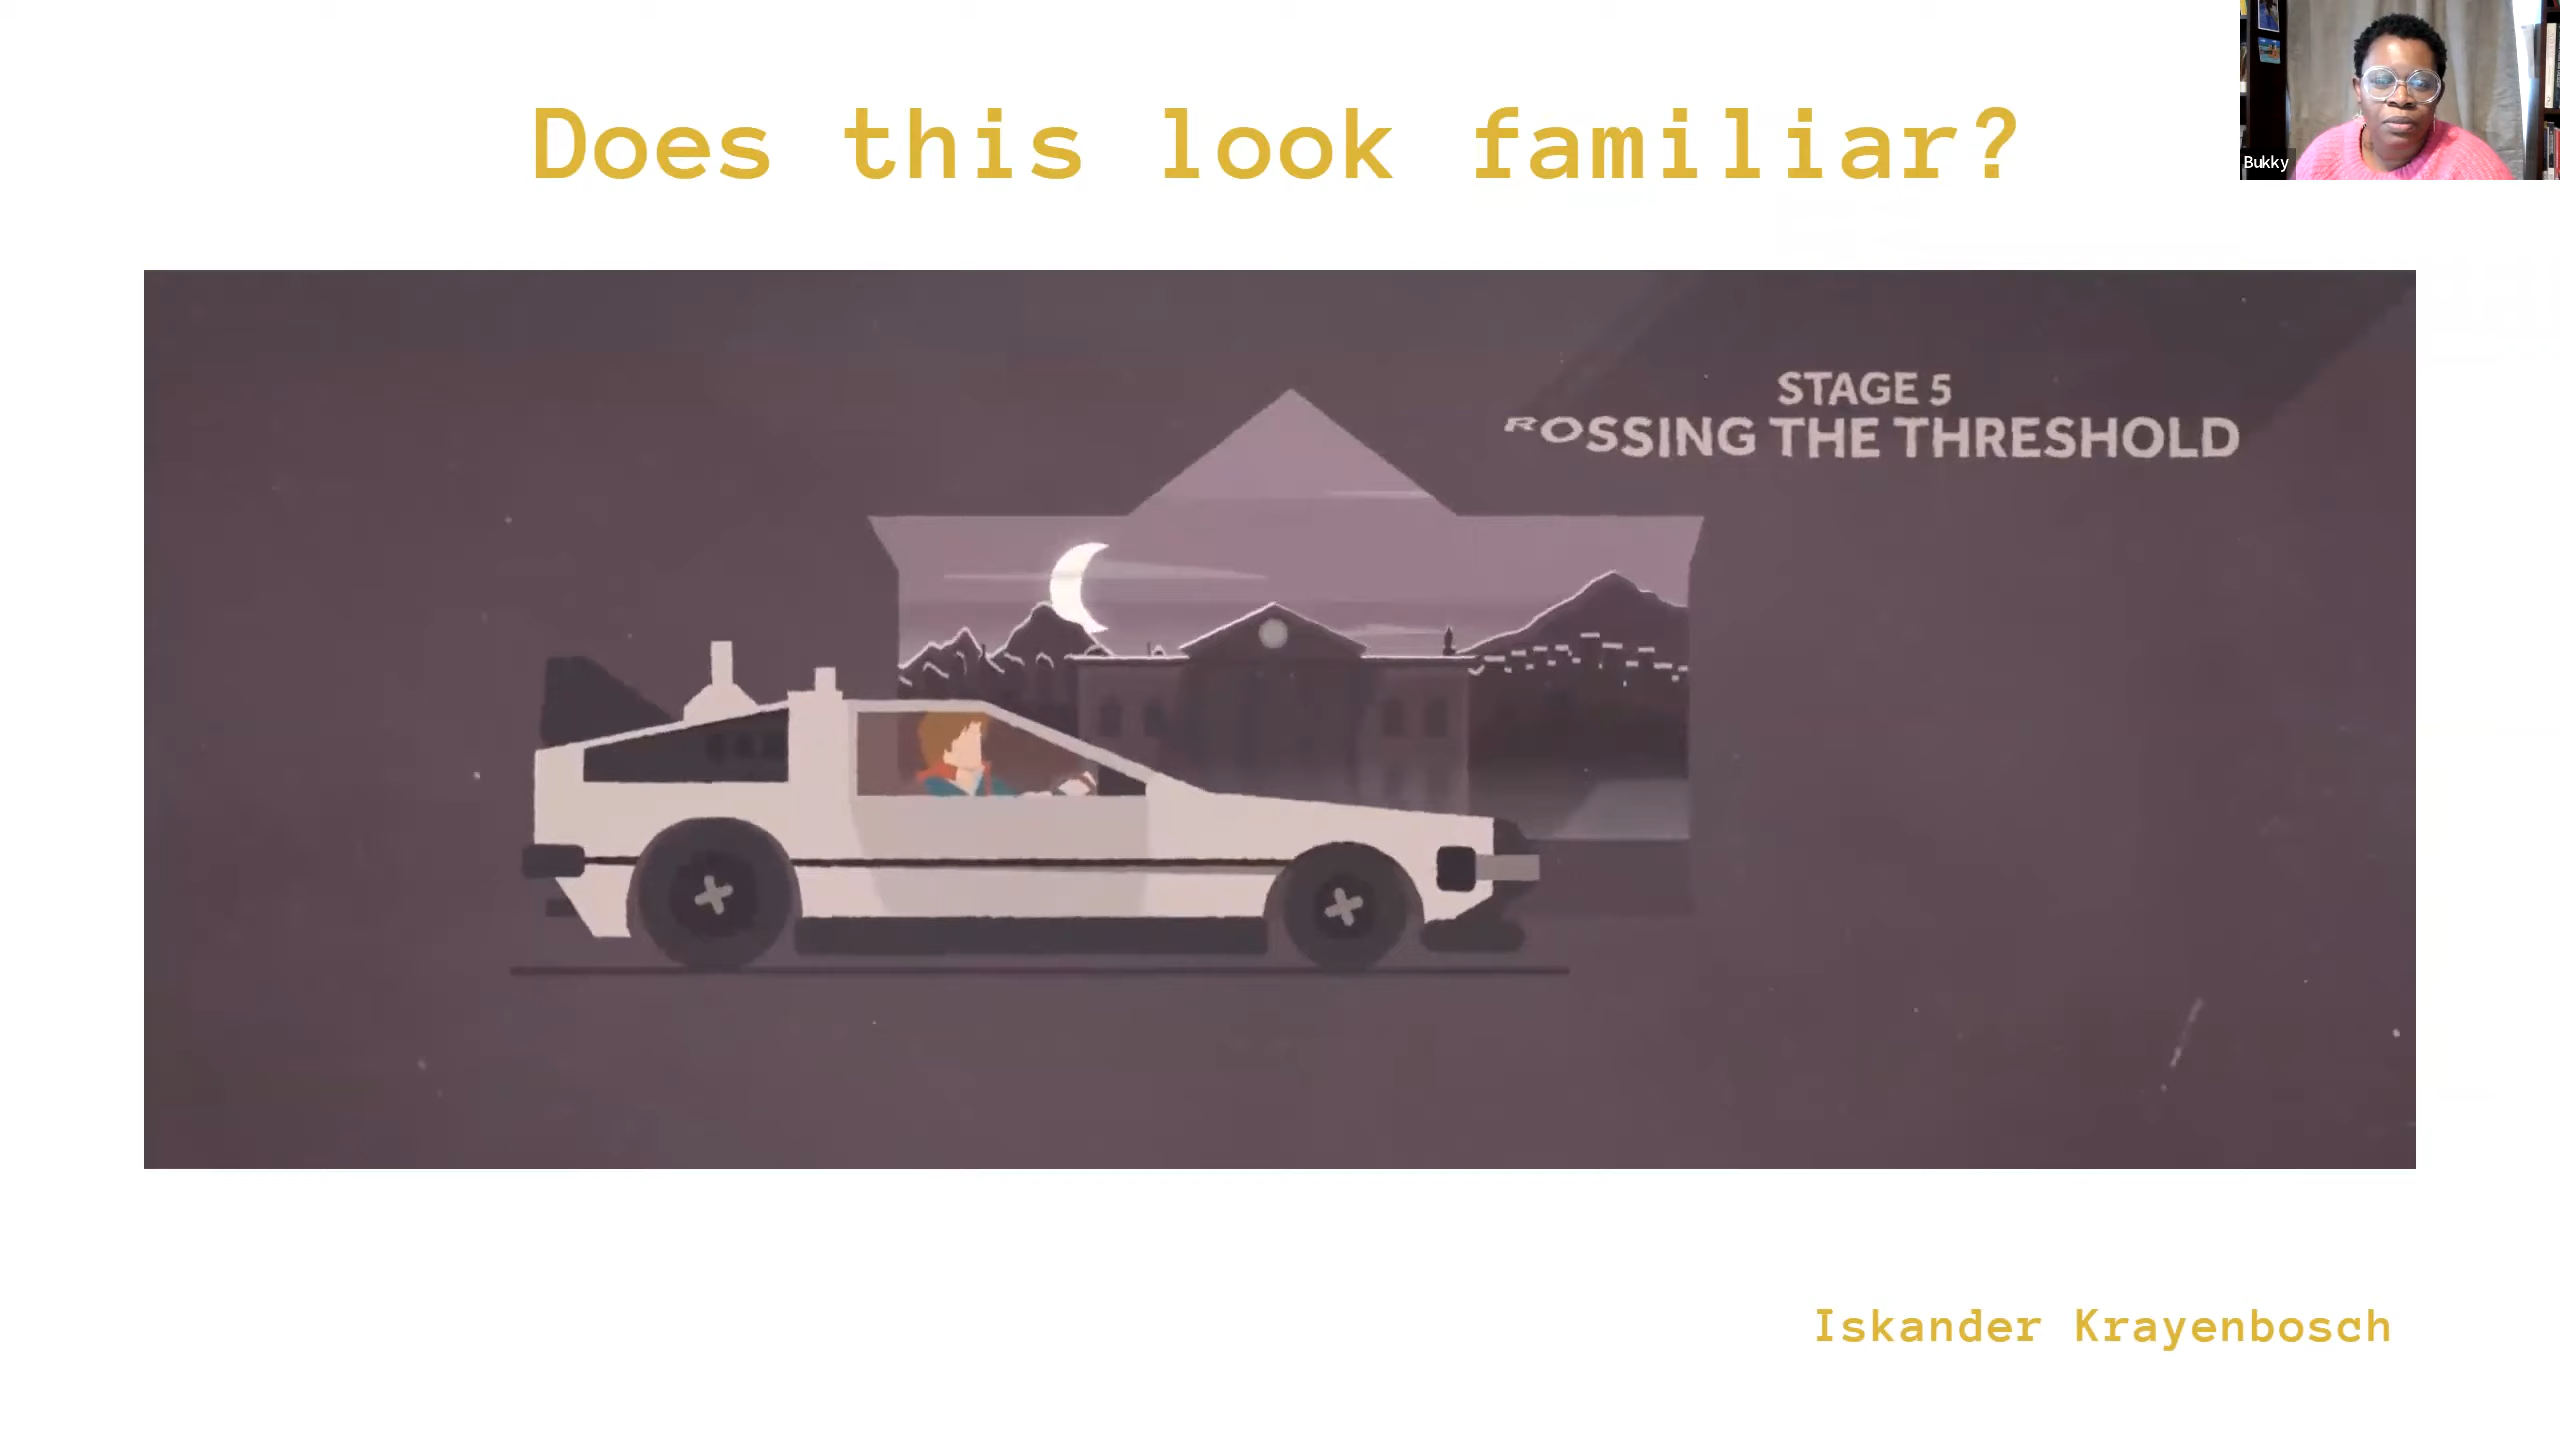 Does this look familiar?
Bukky
STAGE 5
ROSSING THE THRESHOLD
Iskander Krayenbosch